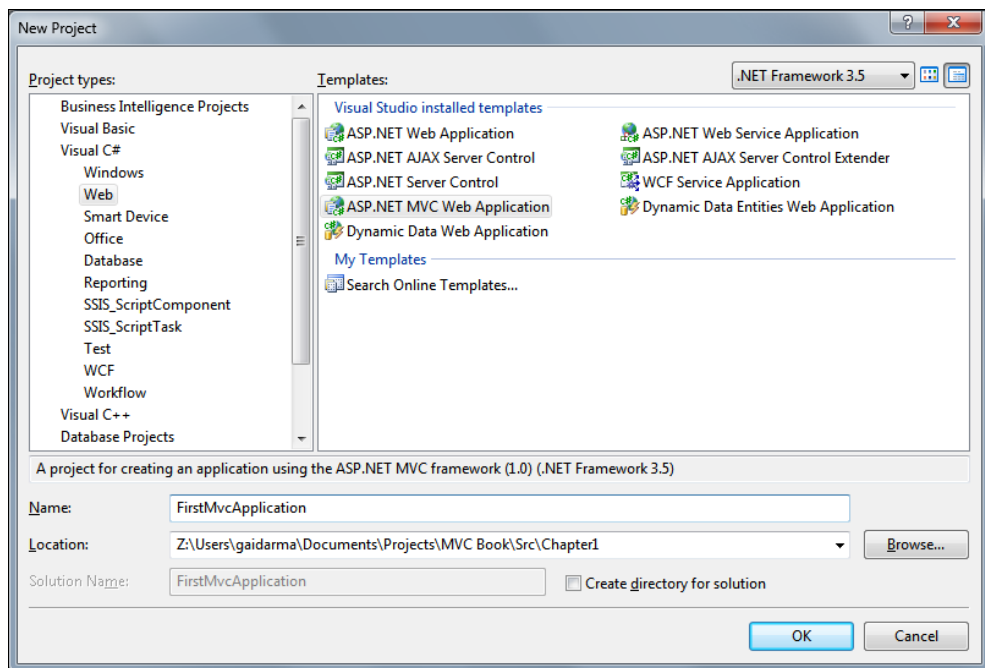 New Project
Project types:
Templates:
.NET Framework 3.5
Business Intelligence Projects
Visual Basic
Visual C#
Windows
Web
Smart Device
Office
Database
Reporting
SSIS_ScriptComponent
SSIS_ScriptTask
Test
WCF
Workflow
Visual C++
Database Projects
Visual Studio installed templates
ASP.NET Web Application
ASP.NET Web Service Application
ASP.NET AJAX Server Control
ASP.NET AJAX Server Control Extender
ASP.NET Server Control
WCF Service Application
ASP.NET MVC Web Application
Dynamic Data Entities Web Application
Dynamic Data Web Application
My Templates
Search Online Templates...
A project for creating an application using the ASP.NET MVC framework (1.0) (.NET Framework 3.5)
Name:
FirstMvcApplication
Location:
Z:\Users\gaidarma\Documents\Projects\MVC Book\Src\Chapter1
Browse...
Solution Name:
FirstMvcApplication
Create directory for solution
OK
Cancel